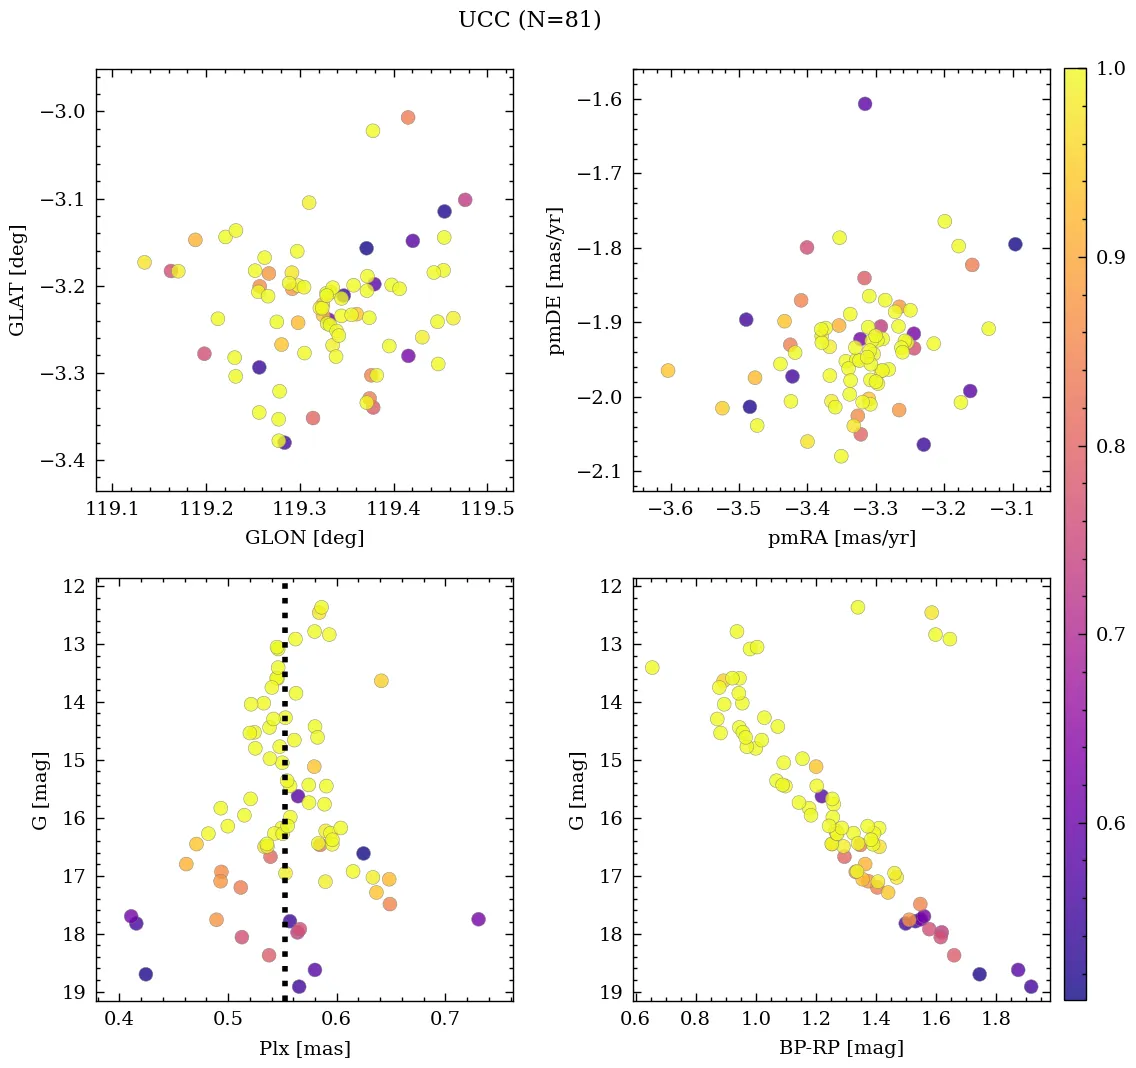 UCC (N=81)
−3.0
−3.1
−3.2
−3.3
−3.4
GLAT [deg]
119.1 119.2 119.3 119.4 119.5
GLON [deg]
−1.6
−1.7
−1.8
−1.9
−2.0
−2.1
pmDE [mas/yr]
−3.6 −3.5 −3.4 −3.3 −3.2 −3.1
pmRA [mas/yr]
12
13
14
15
16
17
18
19
G [mag]
0.4 0.5 0.6 0.7
Plx [mas]
12
13
14
15
16
17
18
19
G [mag]
0.6 0.8 1.0 1.2 1.4 1.6 1.8
BP-RP [mag]
1.0
0.9
0.8
0.7
0.6